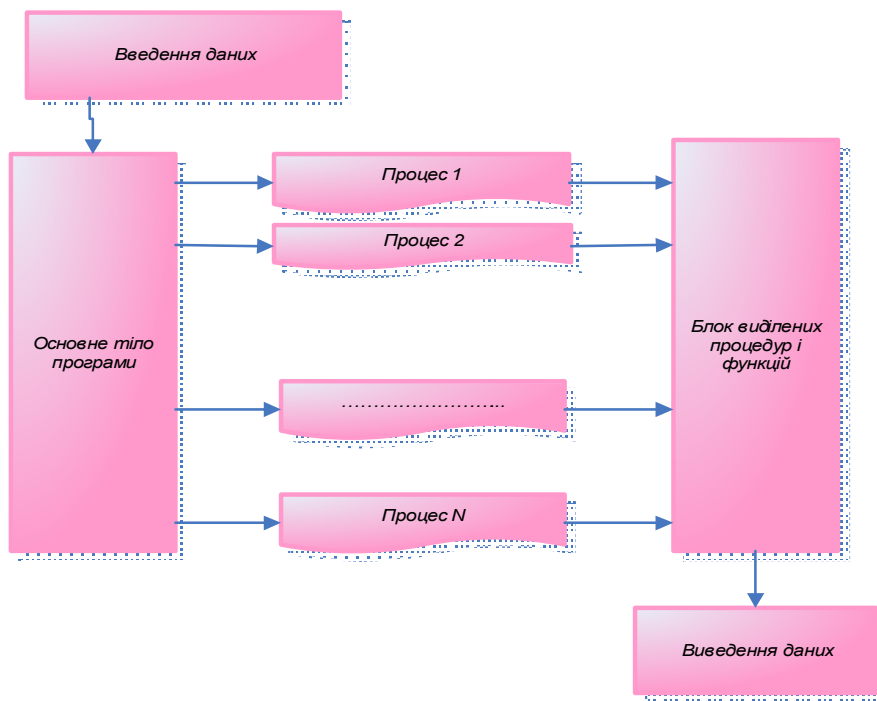 Введення даних
Процес 1
Процес 2
Основне тіло
програми
Блок виділених
процедур і
функцій
……………………...
Процес N
Виведення даних